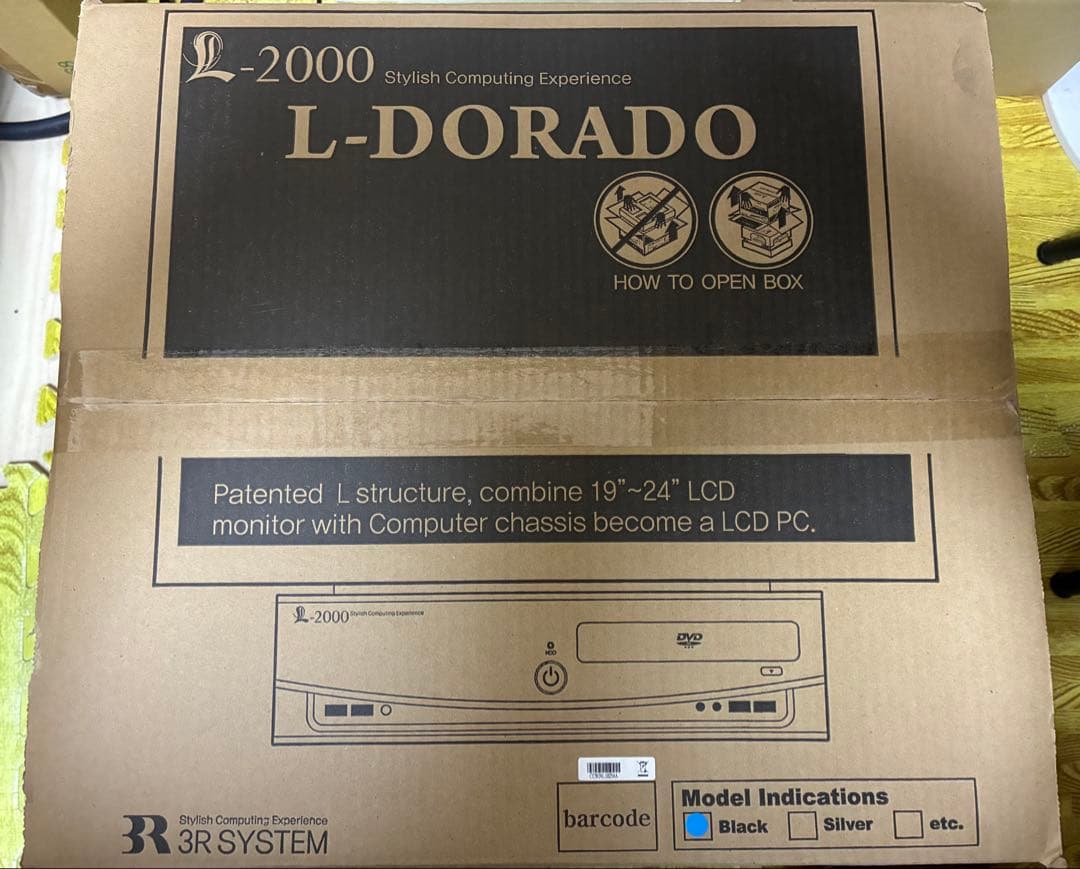 L-2000 Stylish Computing Experience
L-DORADO
HOW TO OPEN BOX
Patented L structure, combine 19”~24” LCD
monitor with Computer chassis become a LCD PC.
L-2000 Stylish Computing Experience
DVD
HDD
barcode
Model Indications
Black Silver etc.
3R Stylish Computing Experience
3R SYSTEM